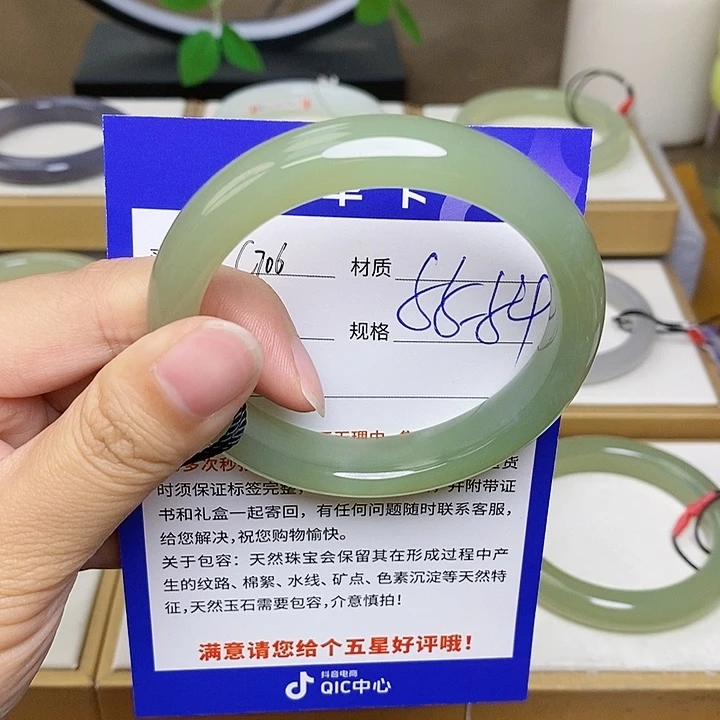 C706 材质
规格 66-84
时须保证标签完整,
并附带证
书和礼盒一起寄回,有任何问题随时联系客服,
给您解决,祝您购物愉快。
关于包容:天然珠宝会保留其在形成过程中产
生的纹路、棉絮、水线、矿点、色素沉淀等天然特
征,天然玉石需要包容,介意慎拍!
满意请您给个五星好评哦!
抖音电商
QIC中心